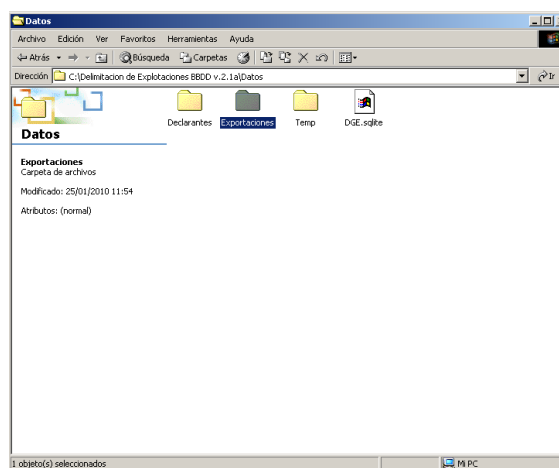 Datos
Archivo Edición Ver Favoritos Herramientas Ayuda
Atrás Búsqueda Carpetas
Dirección C:\Delimitacion de Explotaciones BBDD v.2.1a\Datos Ir
Declarantes Exportaciones Temp DGE.sqlite
Datos
Exportaciones
Carpeta de archivos
Modificado: 25/01/2010 11:54
Atributos: (normal)
1 objeto(s) seleccionados Mi PC